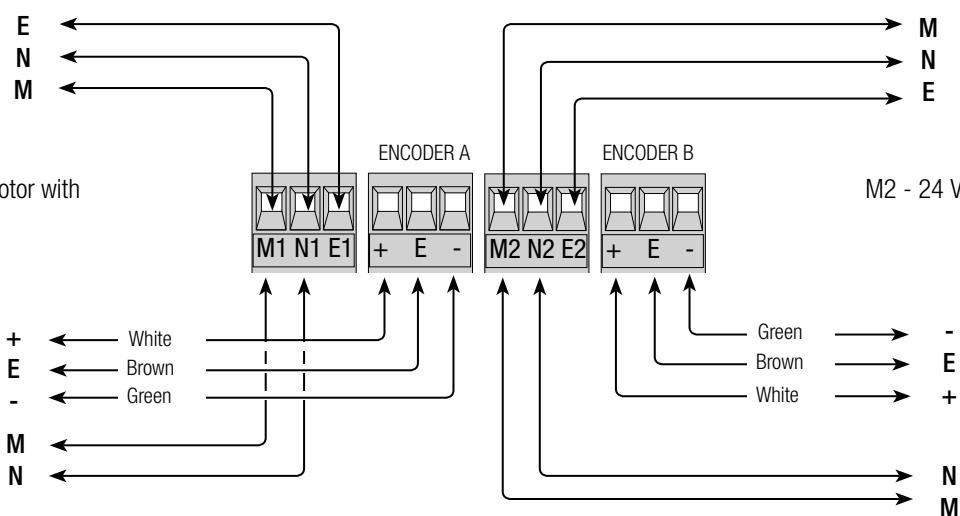 E M
N N
M E
ENCODER A ENCODER B
otor with M2 - 24 V
M1 N1 E1 + E - M2 N2 E2 + E -
+ White Green -
E Brown Brown E
- Green White +
M
N N
M